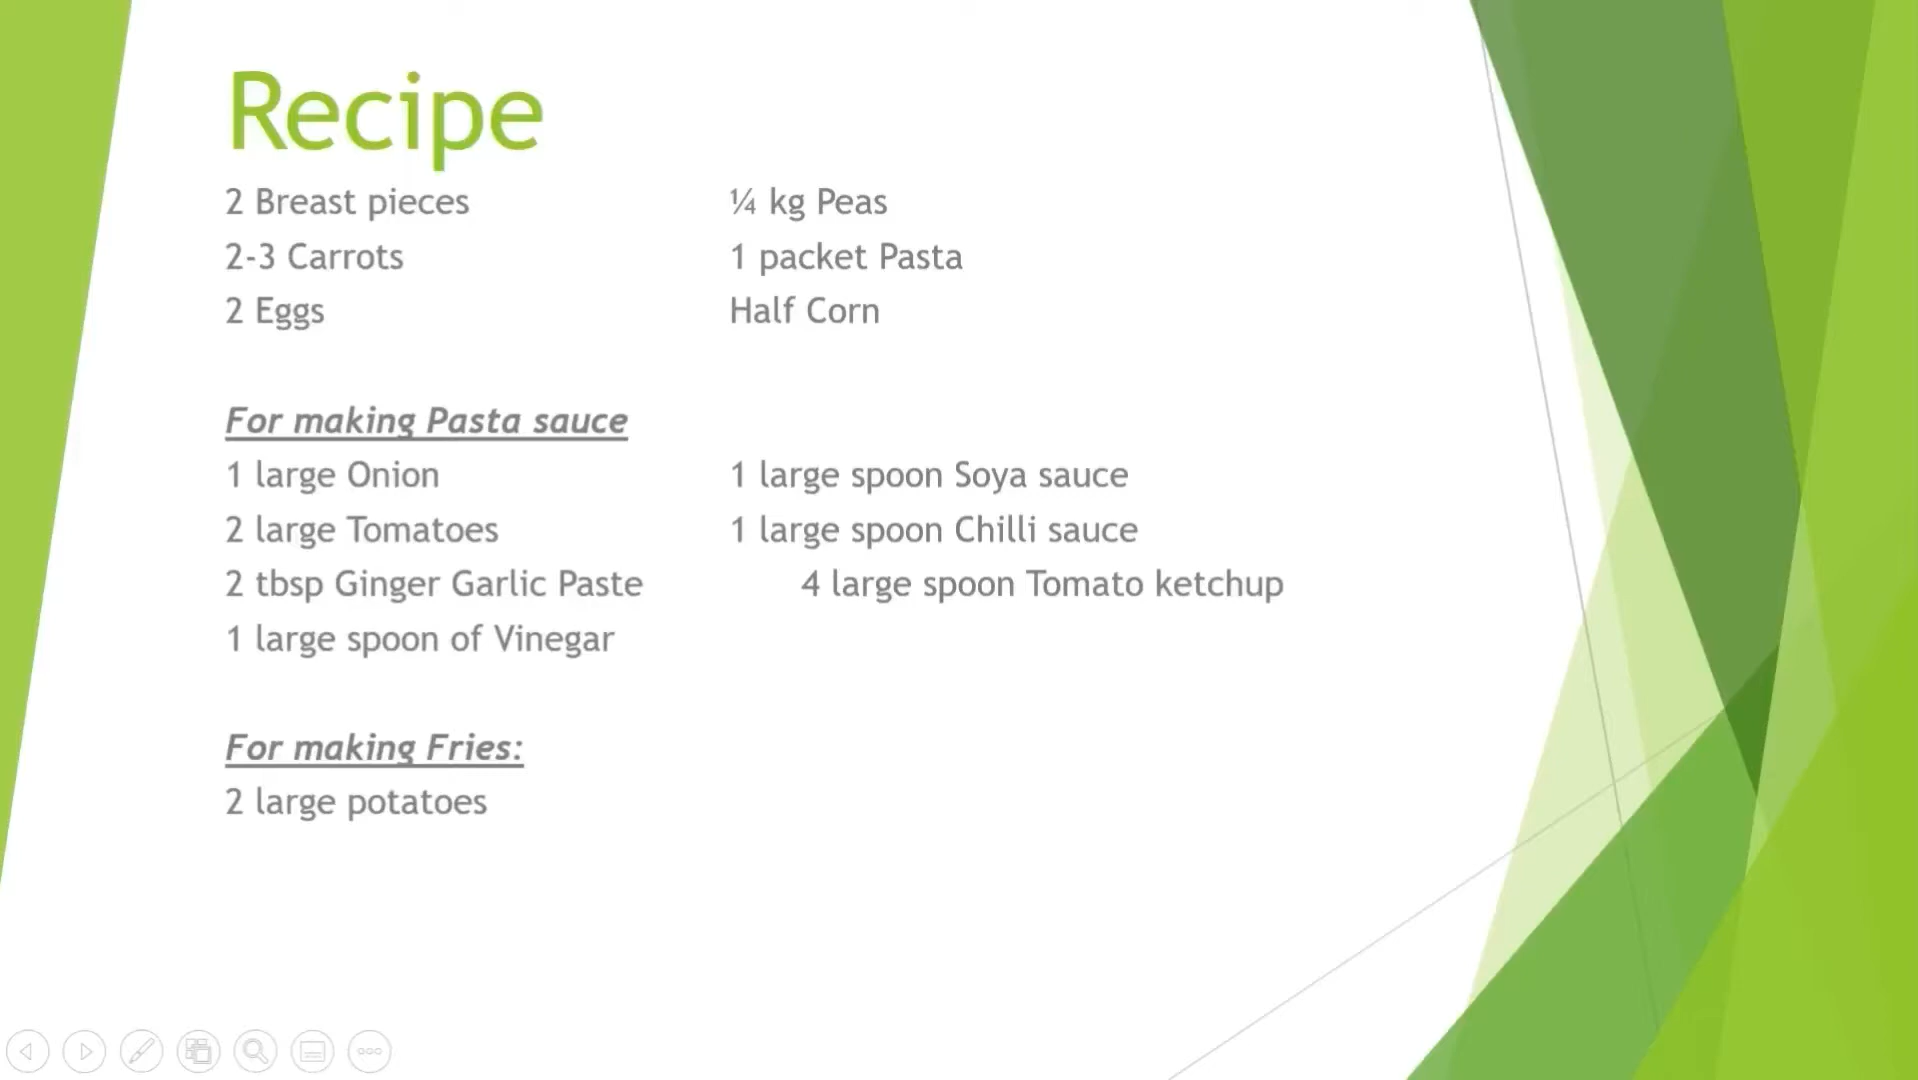 Recipe
2 Breast pieces ¼ kg Peas
2-3 Carrots 1 packet Pasta
2 Eggs Half Corn
For making Pasta sauce
1 large Onion 1 large spoon Soya sauce
2 large Tomatoes 1 large spoon Chilli sauce
2 tbsp Ginger Garlic Paste 4 large spoon Tomato ketchup
1 large spoon of Vinegar
For making Fries:
2 large potatoes